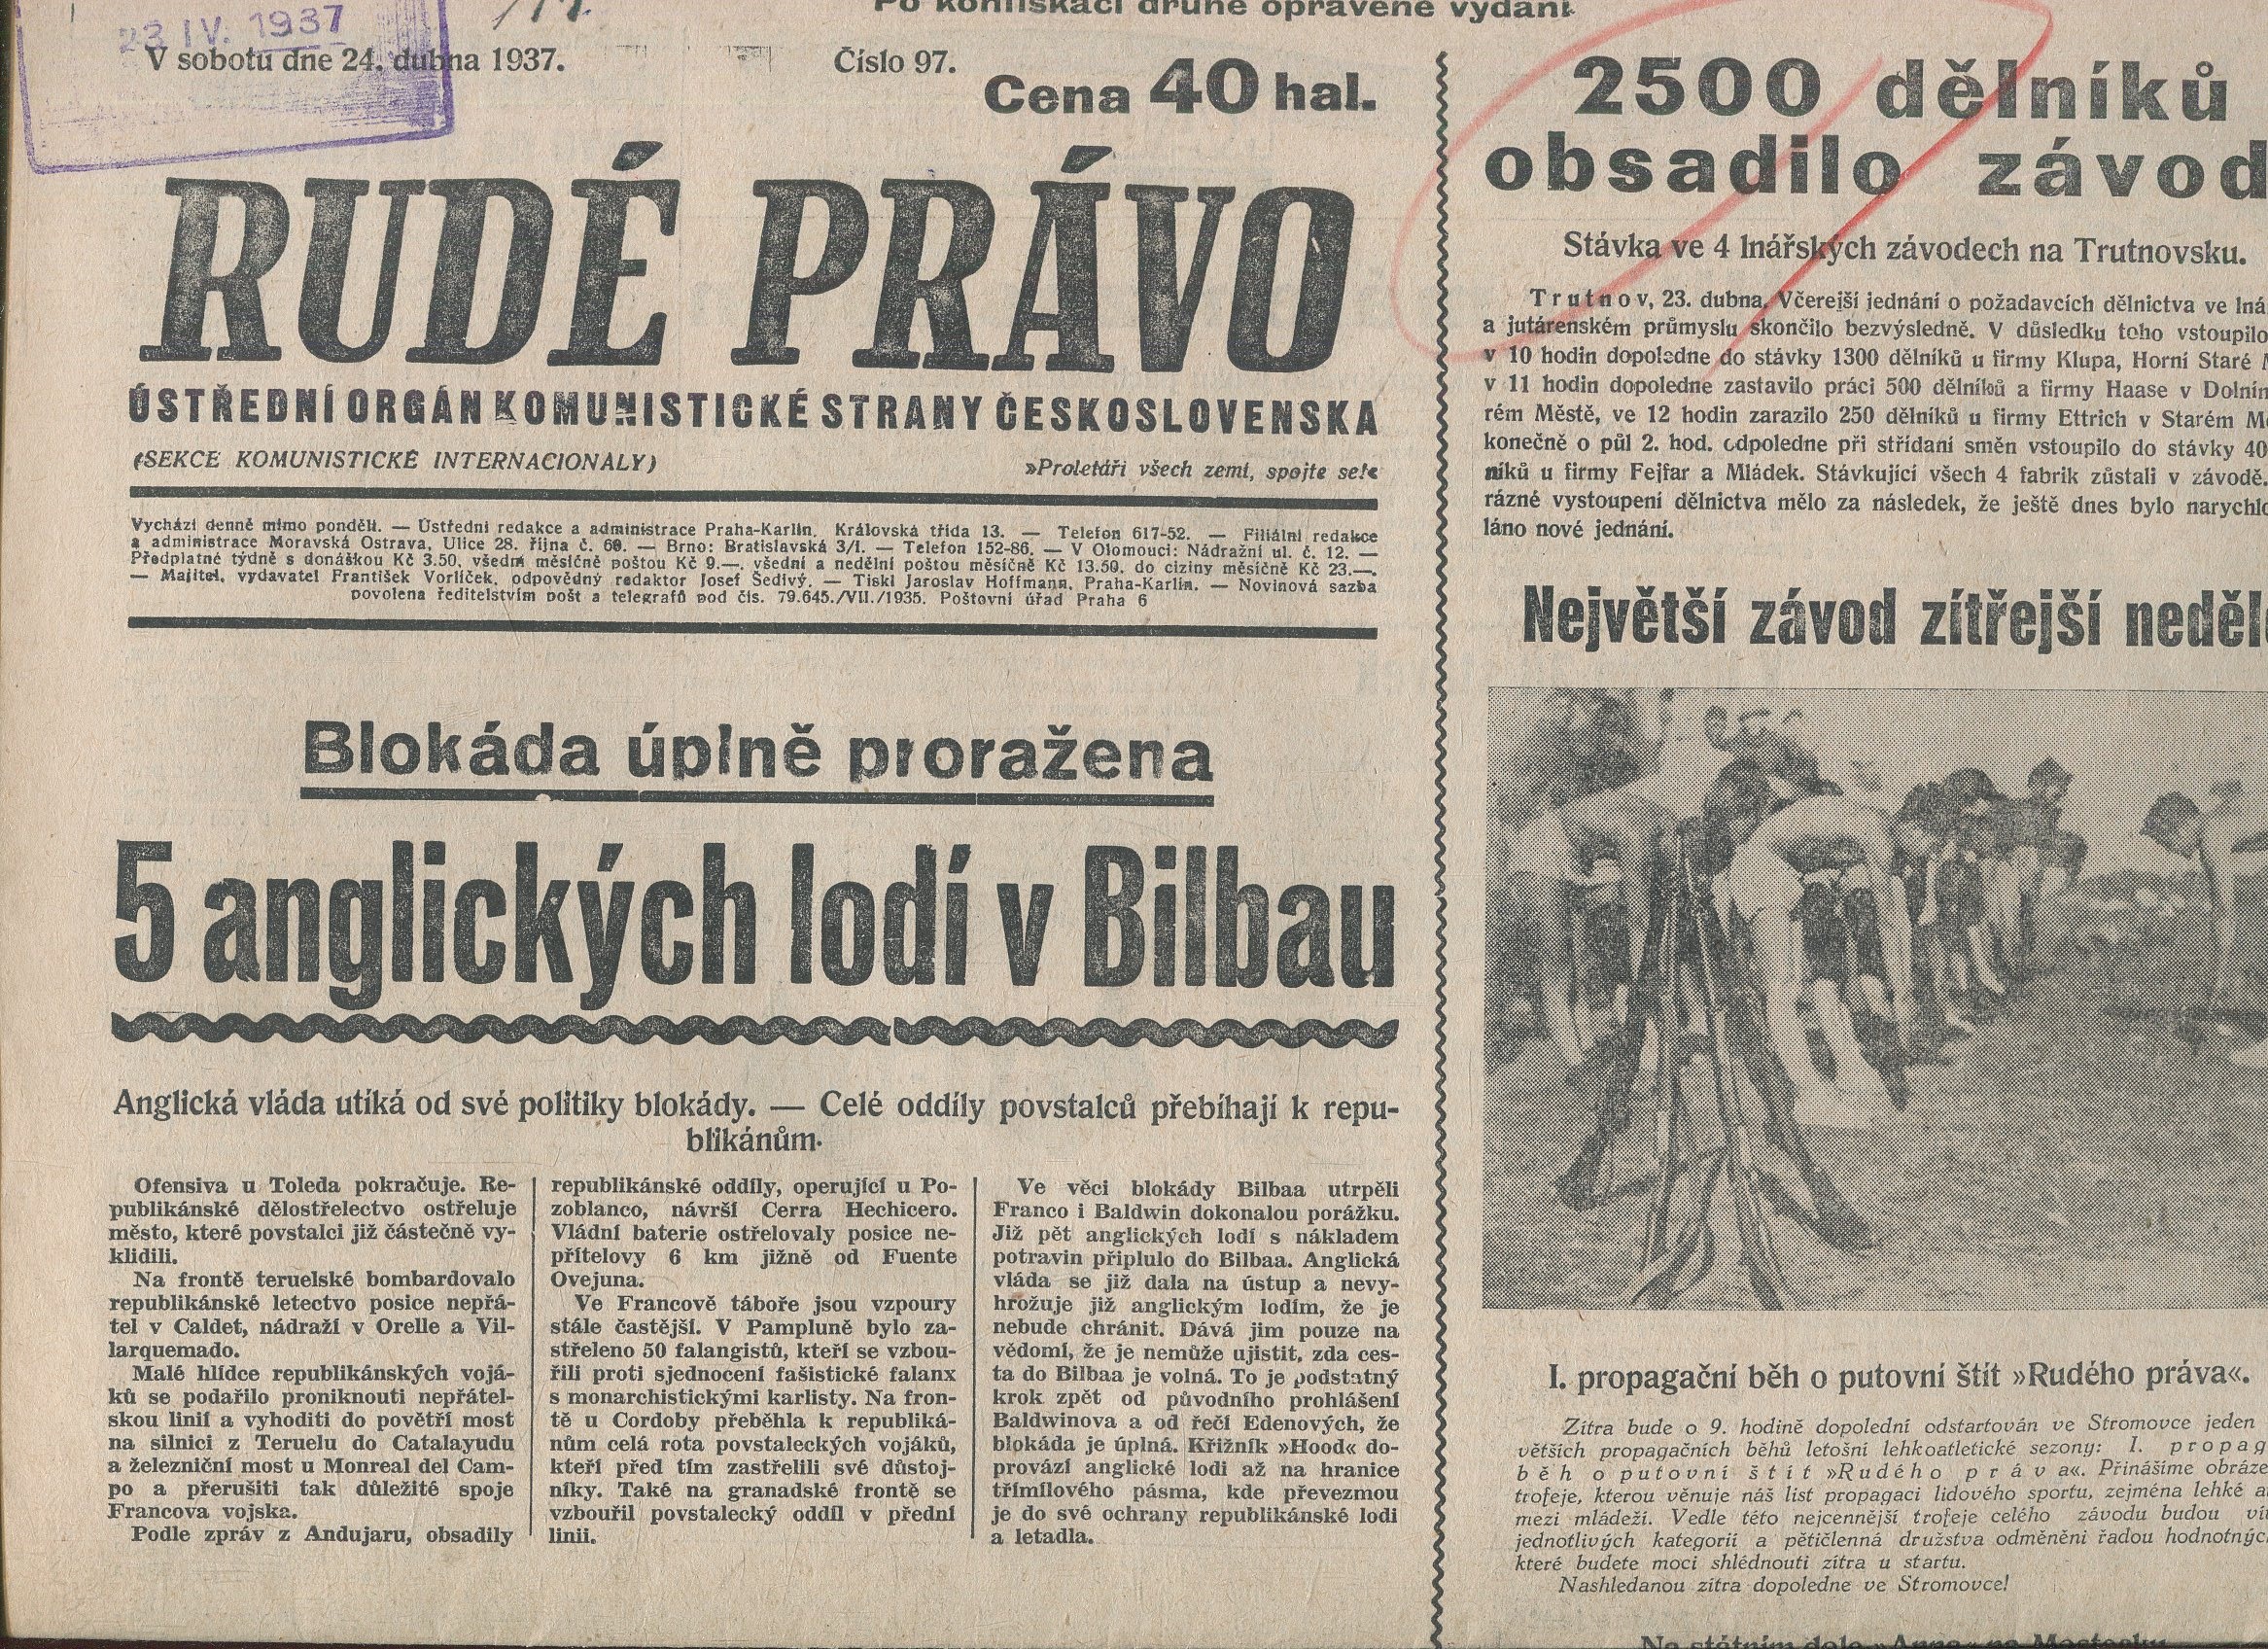 Po konfiskaci druhé opravené vydání.
23 IV. 1937
V sobotu dne 24. dubna 1937.
Číslo 97.
Cena 40 hal.
RUDÉ PRÁVO
ÚSTŘEDNÍ ORGÁN KOMUNISTICKÉ STRANY ČESKOSLOVENSKA
(SEKCE KOMUNISTICKÉ INTERNACIONALY)
»Proletáři všech zemí, spojte se!«
Vychází denně mimo pondělí. — Ústřední redakce a administrace Praha-Karlín, Královská třída 13. — Telefon 617-52. — Filiální redakce
a administrace Moravská Ostrava, Ulice 28. října č. 60. — Brno: Bratislavská 3/I. — Telefon 152-86. — V Olomouci: Nádražní ul. č. 12. —
Předplatné týdně s donáškou Kč 3.50, všední měsíčně poštou Kč 9.—, všední a nedělní poštou měsíčně Kč 13.50, do ciziny měsíčně Kč 23.—.
— Majitel, vydavatel František Vorlíček, odpovědný redaktor Josef Šedivý. — Tiskl Jaroslav Hoffmann, Praha-Karlín. — Novinová sazba
povolena ředitelstvím pošt a telegrafů pod čís. 79.645./VII./1935. Poštovní úřad Praha 6
Blokáda úplně proražena
5 anglických lodí v Bilbau
Anglická vláda utíká od své politiky blokády. — Celé oddíly povstalců přebíhají k repu-
blikánům.
Ofensiva u Toleda pokračuje. Re-
publikánské dělostřelectvo ostřeluje
město, které povstalci již částečně vy-
klidili.
Na frontě teruelské bombardovalo
republikánské letectvo posice nepřá-
tel v Caldet, nádraží v Orelle a Vil-
larquemado.
Malé hlídce republikánských vojá-
ků se podařilo proniknouti nepřátel-
skou linií a vyhoditi do povětří most
na silnici z Teruelu do Catalayudu
a železniční most u Monreal del Cam-
po a přerušiti tak důležité spoje
Francova vojska.
Podle zpráv z Andujaru, obsadily
republikánské oddíly, operující u Po-
zoblanco, návrší Cerra Hechicero.
Vládní baterie ostřelovaly posice ne-
přítelovy 6 km jižně od Fuente
Ovejuna.
Ve Francově táboře jsou vzpoury
stále častější. V Pampluně bylo za-
střeleno 50 falangistů, kteří se vzbou-
řili proti sjednocení fašistické falanx
s monarchistickými karlisty. Na fron-
tě u Cordoby přeběhla k republiká-
nům celá rota povstaleckých vojáků,
kteří před tím zastřelili své důstoj-
níky. Také na granadské frontě se
vzbouřil povstalecký oddíl v přední
linii.
Ve věci blokády Bilbaa utrpěli
Franco i Baldwin dokonalou porážku.
Již pět anglických lodí s nákladem
potravin připlulo do Bilbaa. Anglická
vláda se již dala na ústup a nevy-
hrožuje již anglickým lodím, že je
nebude chránit. Dává jim pouze na
vědomí, že je nemůže ujistit, zda ces-
ta do Bilbaa je volná. To je podstatný
krok zpět od původního prohlášení
Baldwinova a od řečí Edenových, že
blokáda je úplná. Křižník »Hood« do-
provází anglické lodi až na hranice
třímílového pásma, kde převezmou
je do své ochrany republikánské lodi
a letadla.
2500 dělníků
obsadilo závod
Stávka ve 4 lnářských závodech na Trutnovsku.
Trutnov, 23. dubna. Včerejší jednání o požadavcích dělnictva ve lná
a jutárenském průmyslu skončilo bezvýsledně. V důsledku toho vstoupilo
v 10 hodin dopoledne do stávky 1300 dělníků u firmy Klupa, Horní Staré
v 11 hodin dopoledne zastavilo práci 500 dělníků a firmy Haase v Dolním
rém Městě, ve 12 hodin zarazilo 250 dělníků u firmy Ettrich v Starém Mě
konečně o půl 2. hod. odpoledne při střídaní směn vstoupilo do stávky 40
níků u firmy Fejfar a Mládek. Stávkující všech 4 fabrik zůstali v závodě.
rázné vystoupení dělnictva mělo za následek, že ještě dnes bylo narychlo
láno nové jednání.
Největší závod zítřejší neděle
I. propagační běh o putovní štít »Rudého práva«.
Zítra bude o 9. hodině dopolední odstartován ve Stromovce jeden
větších propagačních běhů letošní lehkoatletické sezony: I. propag
běh o putovní štít »Rudého práva«. Přinášíme obráze
trofeje, kterou věnuje náš list propagaci lidového sportu, zejména lehké a
mezi mládeží. Vedle této nejcennější trofeje celého závodu budou ví
jednotlivých kategorií a pětičlenná družstva odměněni řadou hodnotných
které budete moci shlédnouti zítra u startu.
Nashledanou zítra dopoledne ve Stromovce!
Na státním dole »Anna« na Mostecku